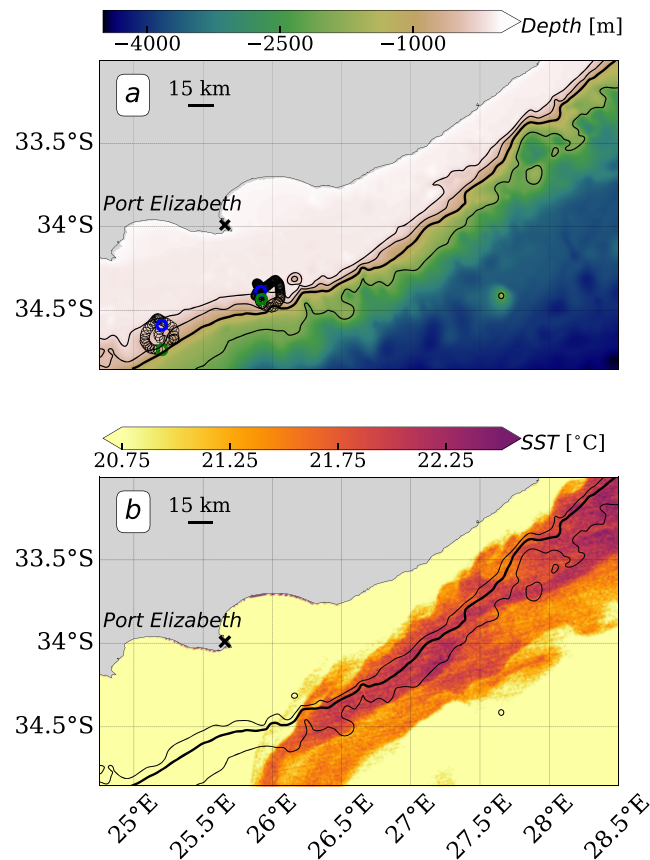 Depth [m]
−4000 −2500 −1000
a
15 km
33.5°S
Port Elizabeth
34°S
34.5°S
SST [°C]
20.75 21.25 21.75 22.25
b
15 km
33.5°S
Port Elizabeth
34°S
34.5°S
25°E 25.5°E 26°E 26.5°E 27°E 27.5°E 28°E 28.5°E